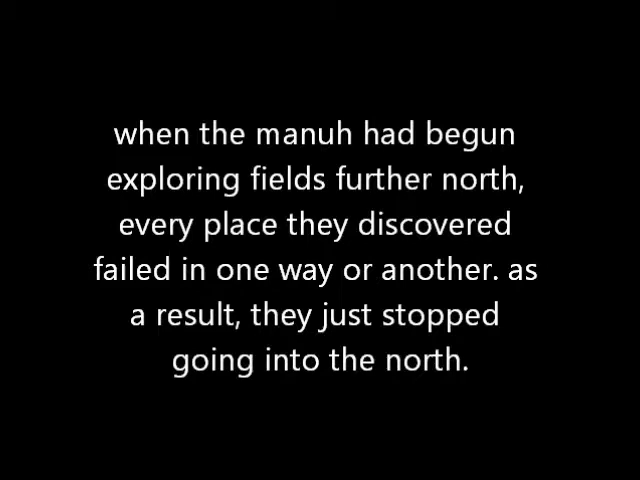 when the manuh had begun
exploring fields further north,
every place they discovered
failed in one way or another. as
a result, they just stopped
going into the north.